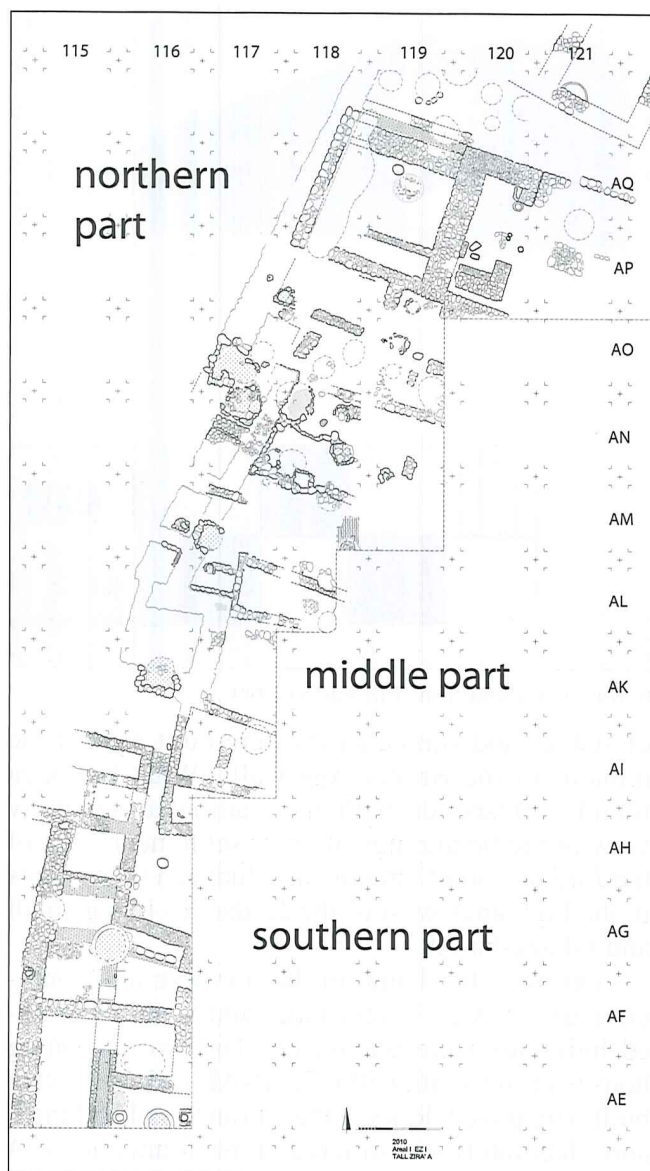 115 116 117 118 119 120 121
northern
part
AQ
AP
AO
AN
AM
AL
middle part
AK
AI
AH
southern part
AG
AF
AE
2010
TALL ZIRA'A